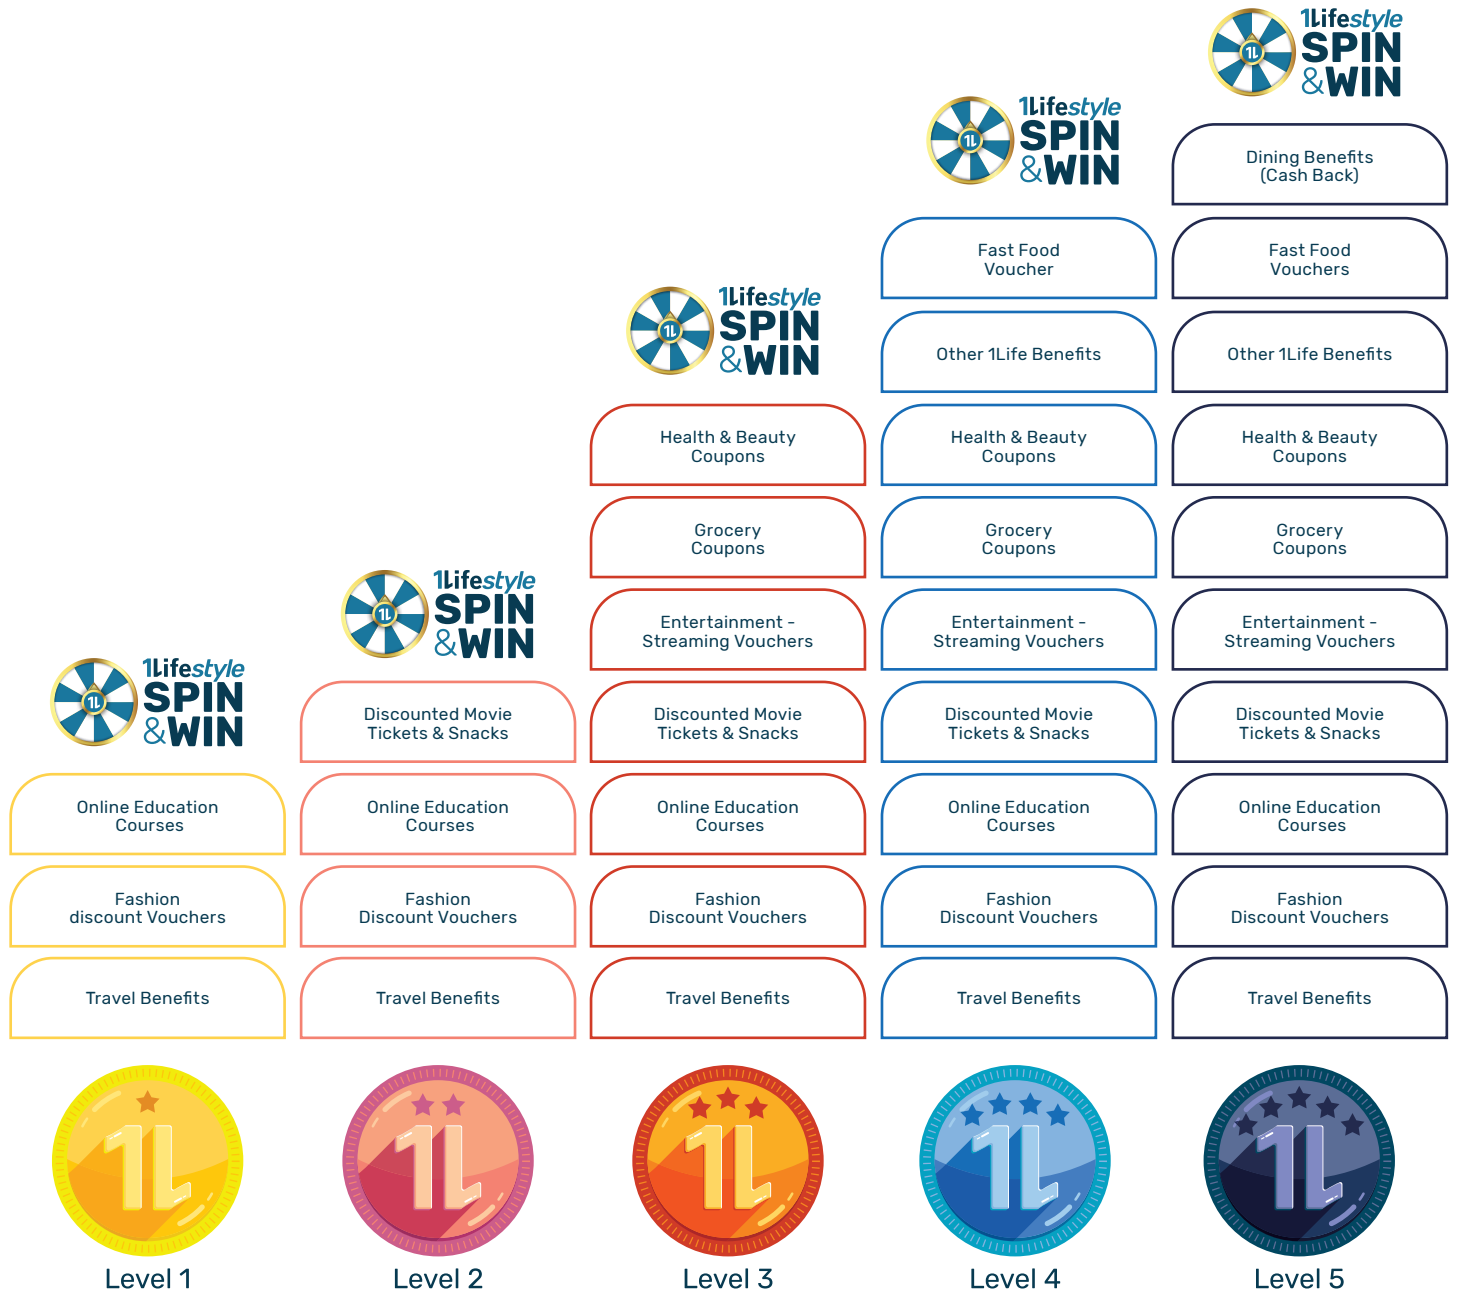 1Lifestyle
SPIN
&WIN
Online Education
Courses
Fashion
discount Vouchers
Travel Benefits
1L
Level 1
1Lifestyle
SPIN
&WIN
Discounted Movie
Tickets & Snacks
Online Education
Courses
Fashion
Discount Vouchers
Travel Benefits
1L
Level 2
1Lifestyle
SPIN
&WIN
Health & Beauty
Coupons
Grocery
Coupons
Entertainment -
Streaming Vouchers
Discounted Movie
Tickets & Snacks
Online Education
Courses
Fashion
Discount Vouchers
Travel Benefits
1L
Level 3
1Lifestyle
SPIN
&WIN
Fast Food
Voucher
Other 1Life Benefits
Health & Beauty
Coupons
Grocery
Coupons
Entertainment -
Streaming Vouchers
Discounted Movie
Tickets & Snacks
Online Education
Courses
Fashion
Discount Vouchers
Travel Benefits
1L
Level 4
1Lifestyle
SPIN
&WIN
Dining Benefits
(Cash Back)
Fast Food
Vouchers
Other 1Life Benefits
Health & Beauty
Coupons
Grocery
Coupons
Entertainment -
Streaming Vouchers
Discounted Movie
Tickets & Snacks
Online Education
Courses
Fashion
Discount Vouchers
Travel Benefits
1L
Level 5